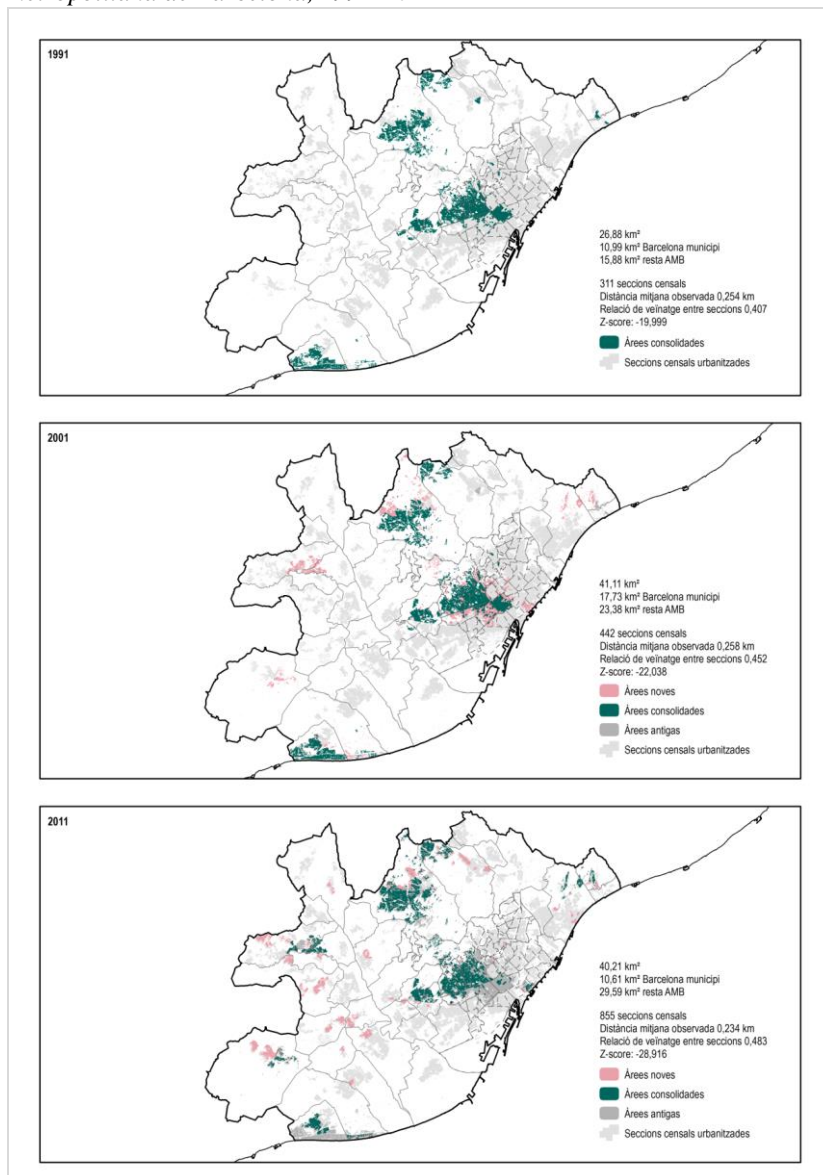 1991
26,88 km²
10,99 km² Barcelona municipi
15,88 km² resta AMB
311 seccions censals
Distància mitjana observada 0,254 km
Relació de veïnatge entre seccions 0,407
Z-score: -19,999
Àrees consolidades
Seccions censals urbanitzades
2001
41,11 km²
17,73 km² Barcelona municipi
23,38 km² resta AMB
442 seccions censals
Distància mitjana observada 0,258 km
Relació de veïnatge entre seccions 0,452
Z-score: -22,038
Àrees noves
Àrees consolidades
Àrees antigas
Seccions censals urbanitzades
2011
40,21 km²
10,61 km² Barcelona municipi
29,59 km² resta AMB
855 seccions censals
Distància mitjana observada 0,234 km
Relació de veïnatge entre seccions 0,483
Z-score: -28,916
Àrees noves
Àrees consolidades
Àrees antigas
Seccions censals urbanitzades